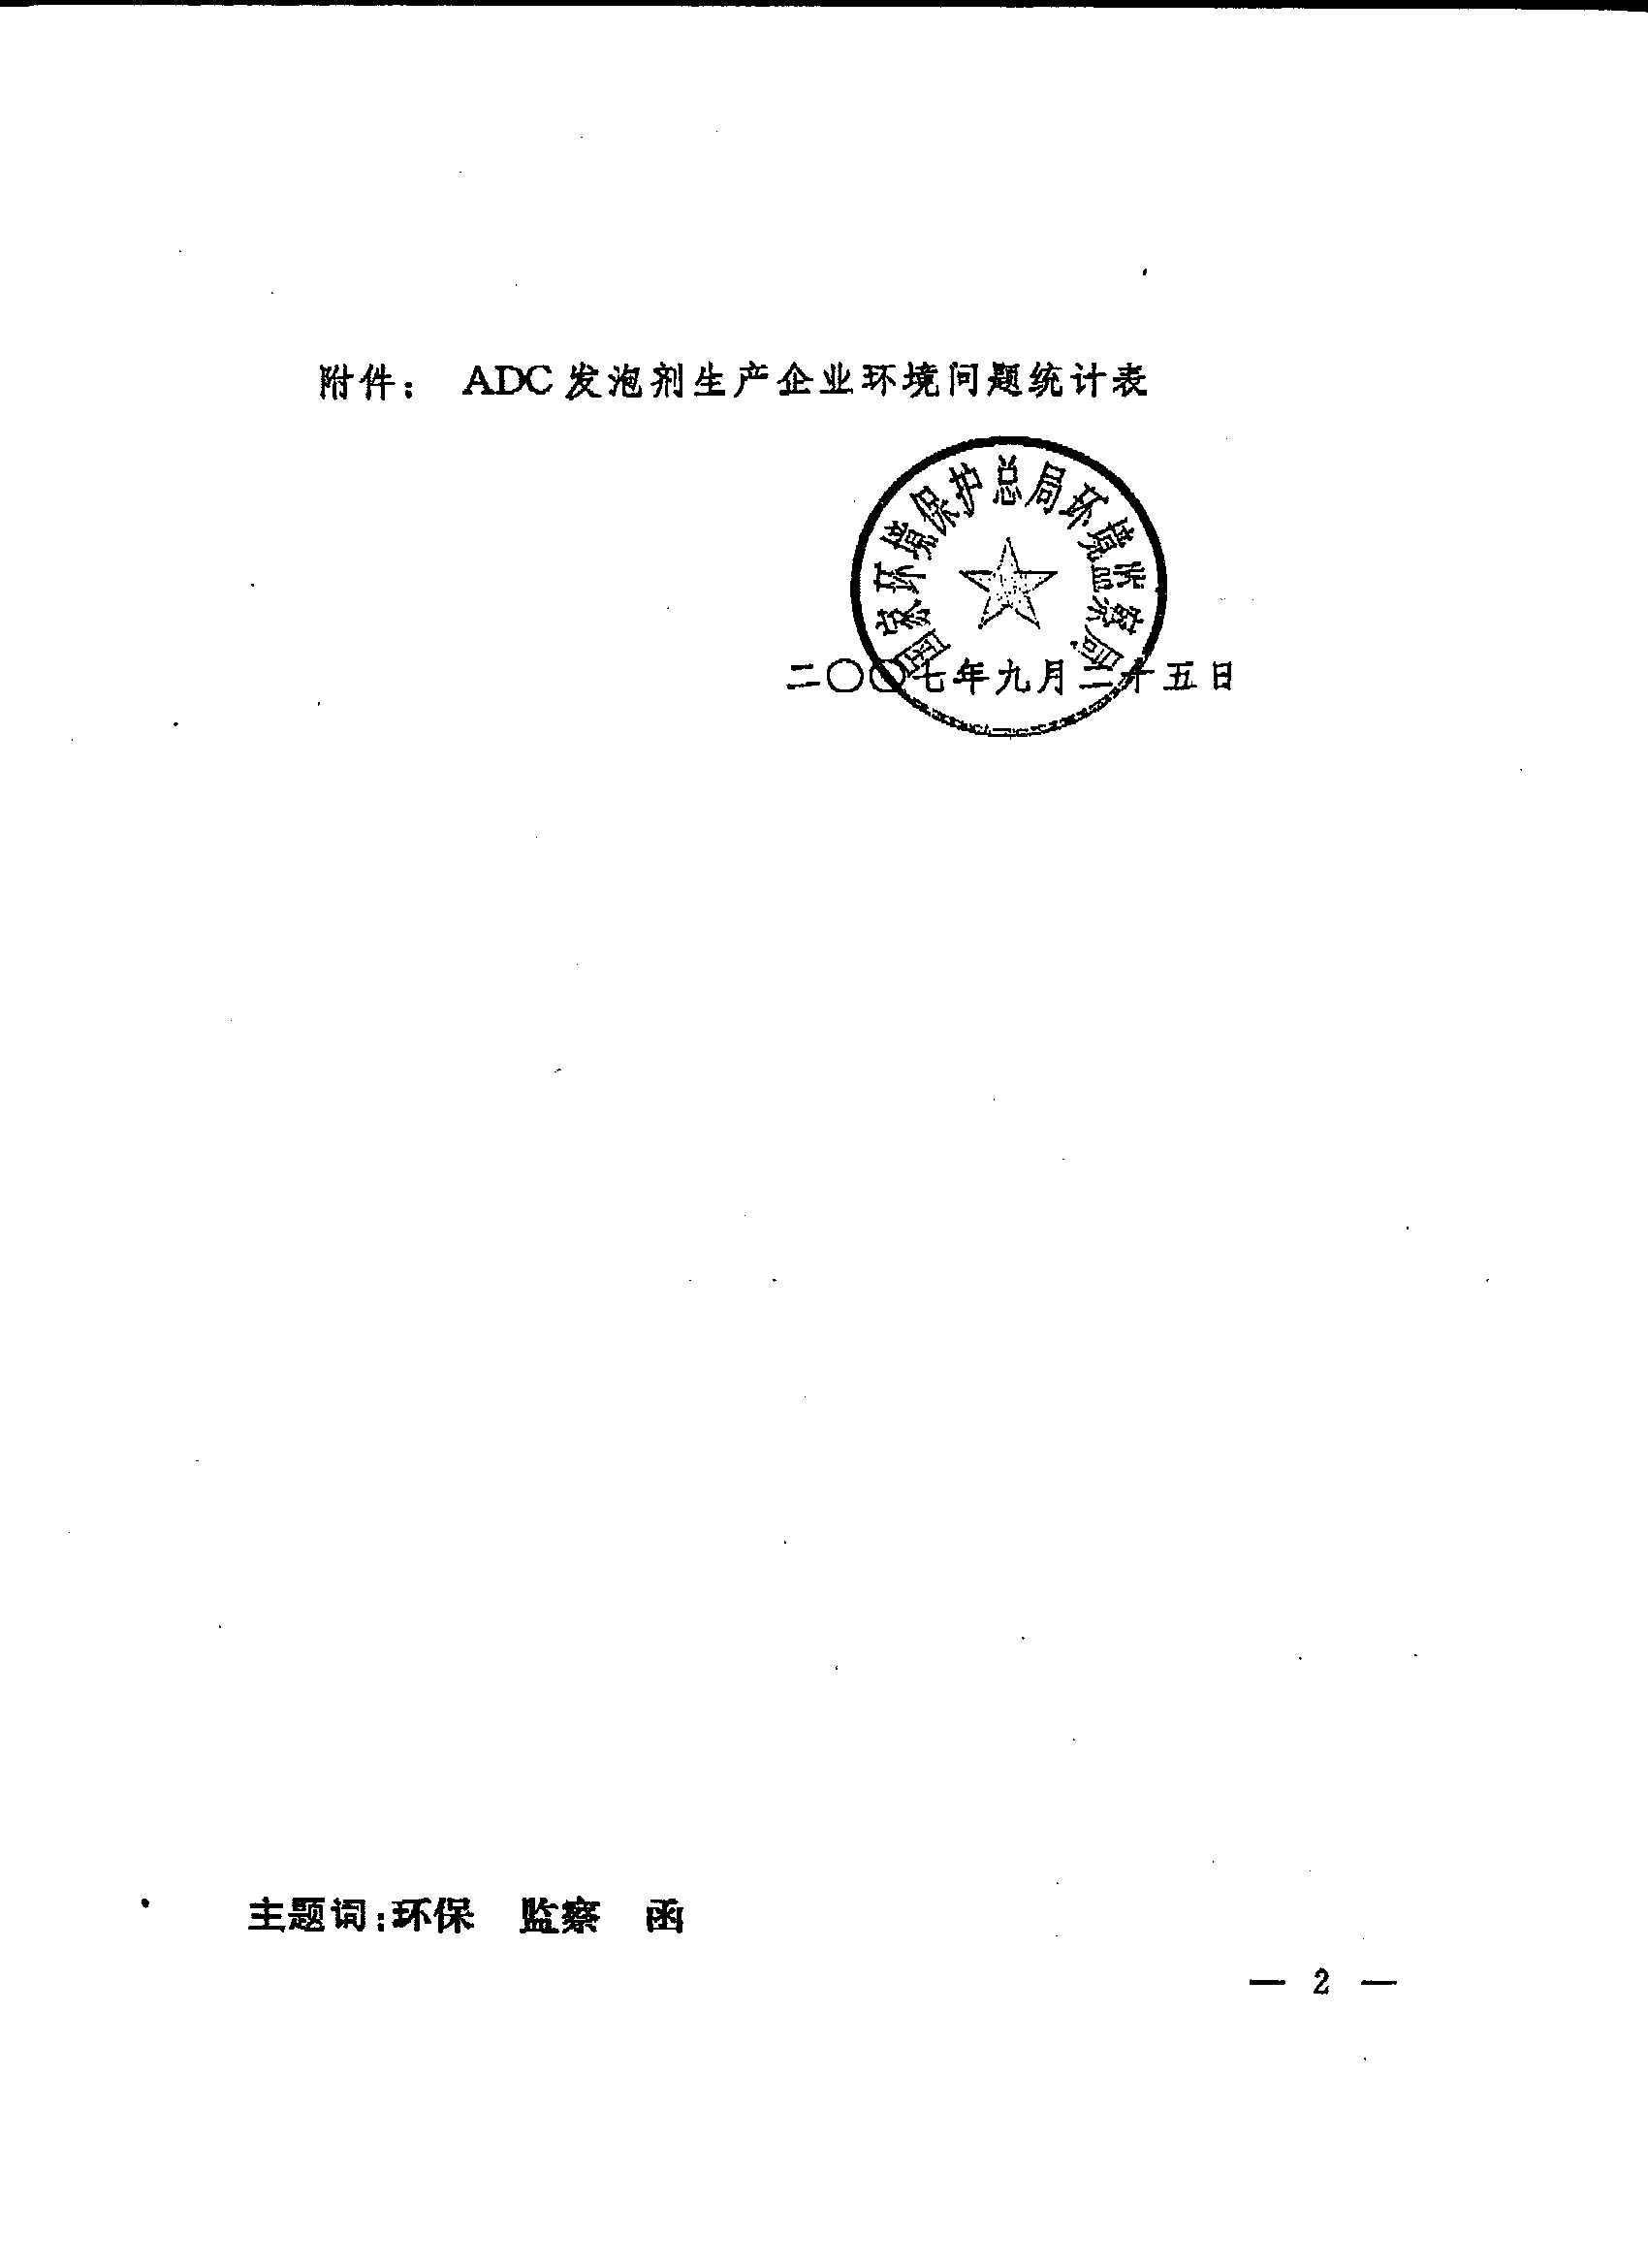 附件： ADC发泡剂生产企业环境问题统计表
国家环境保护总局环境监察局
二〇〇七年九月二十五日
主题词:环保 监察 函
— 2 —